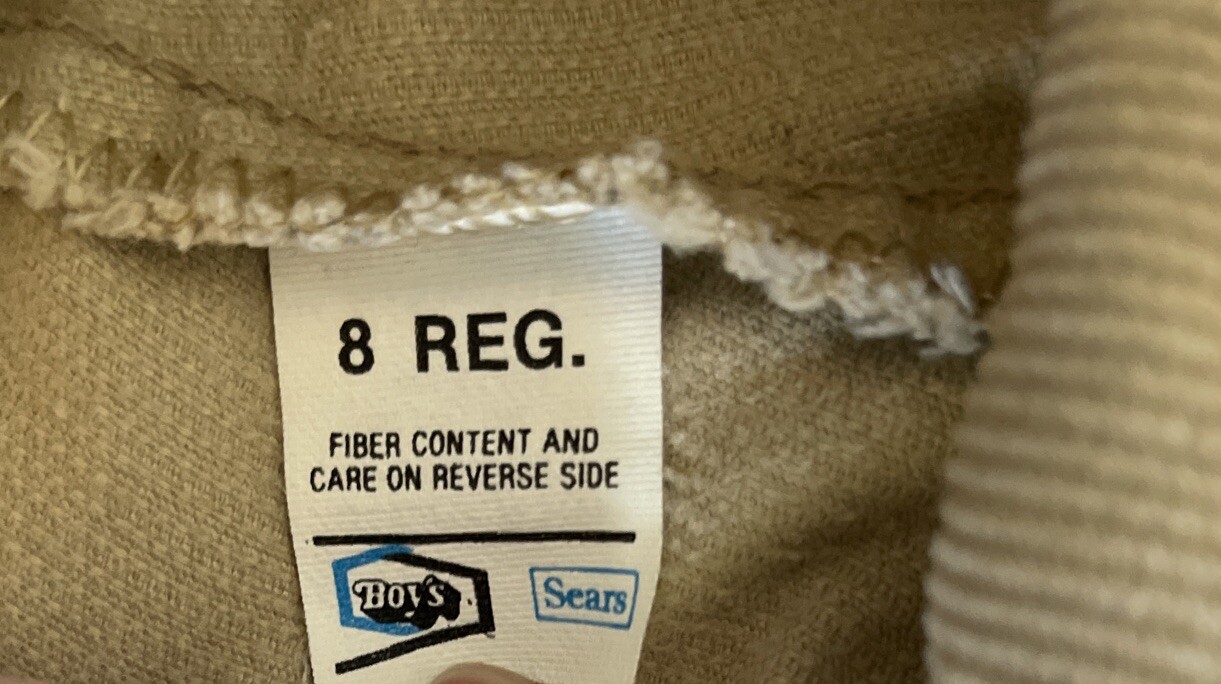 8 REG.
FIBER CONTENT AND
CARE ON REVERSE SIDE
Boy's
Sears